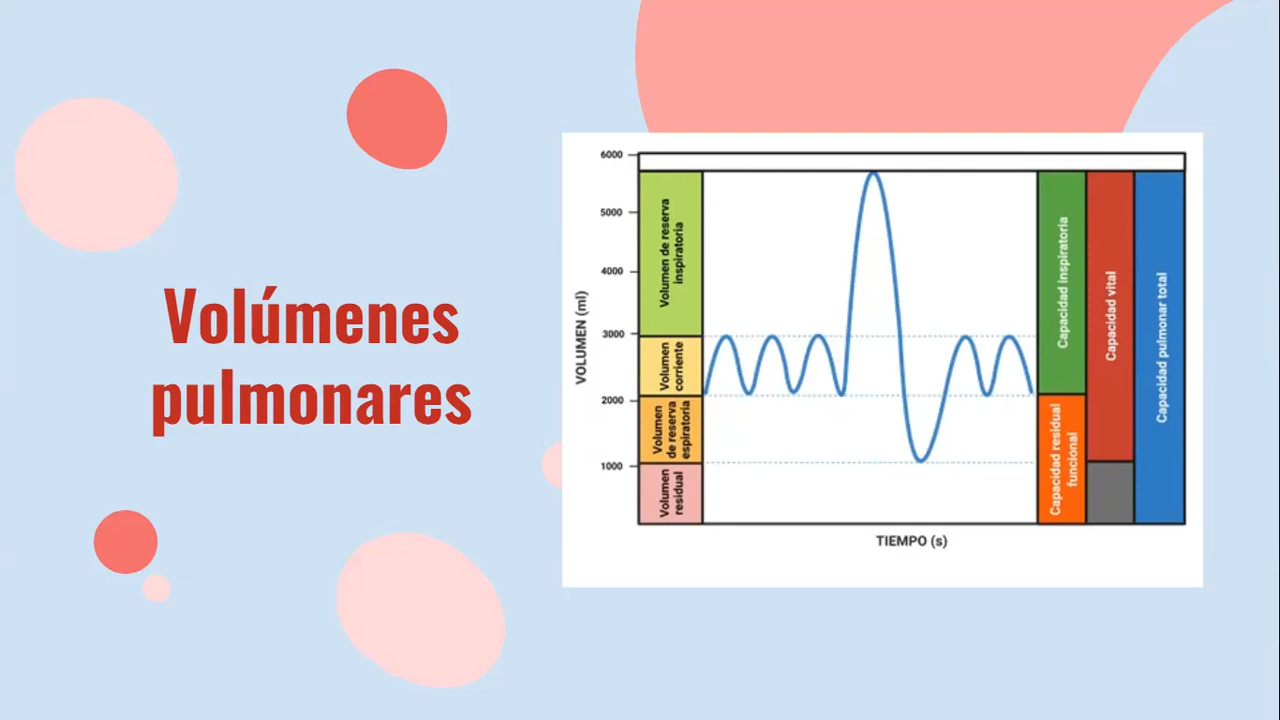 Volúmenes
pulmonares
VOLUMEN (ml)
6000
5000
4000
3000
2000
1000
Volumen de reserva
inspiratoria
Volumen
corriente
Volumen
de reserva
espiratoria
Volumen
residual
Capacidad inspiratoria
Capacidad residual
funcional
Capacidad vital
Capacidad pulmonar total
TIEMPO (s)